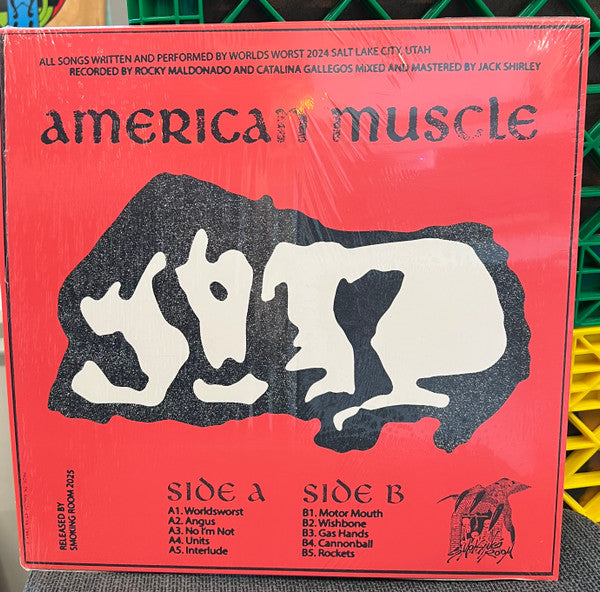 ALL SONGS WRITTEN AND PERFORMED BY WORLDS WORST 2024 SALT LAKE CITY, UTAH
RECORDED BY ROCKY MALDONADO AND CATALINA GALLEGOS MIXED AND MASTERED BY JACK SHIRLEY
AMERICAN MUSCLE
SIDE A
A1. Worldsworst
A2. Angus
A3. No I'm Not
A4. Units
A5. Interlude
SIDE B
B1. Motor Mouth
B2. Wishbone
B3. Gas Hands
B4. Cannonball
B5. Rockets
RELEASED BY
SMOKING ROOM 2025